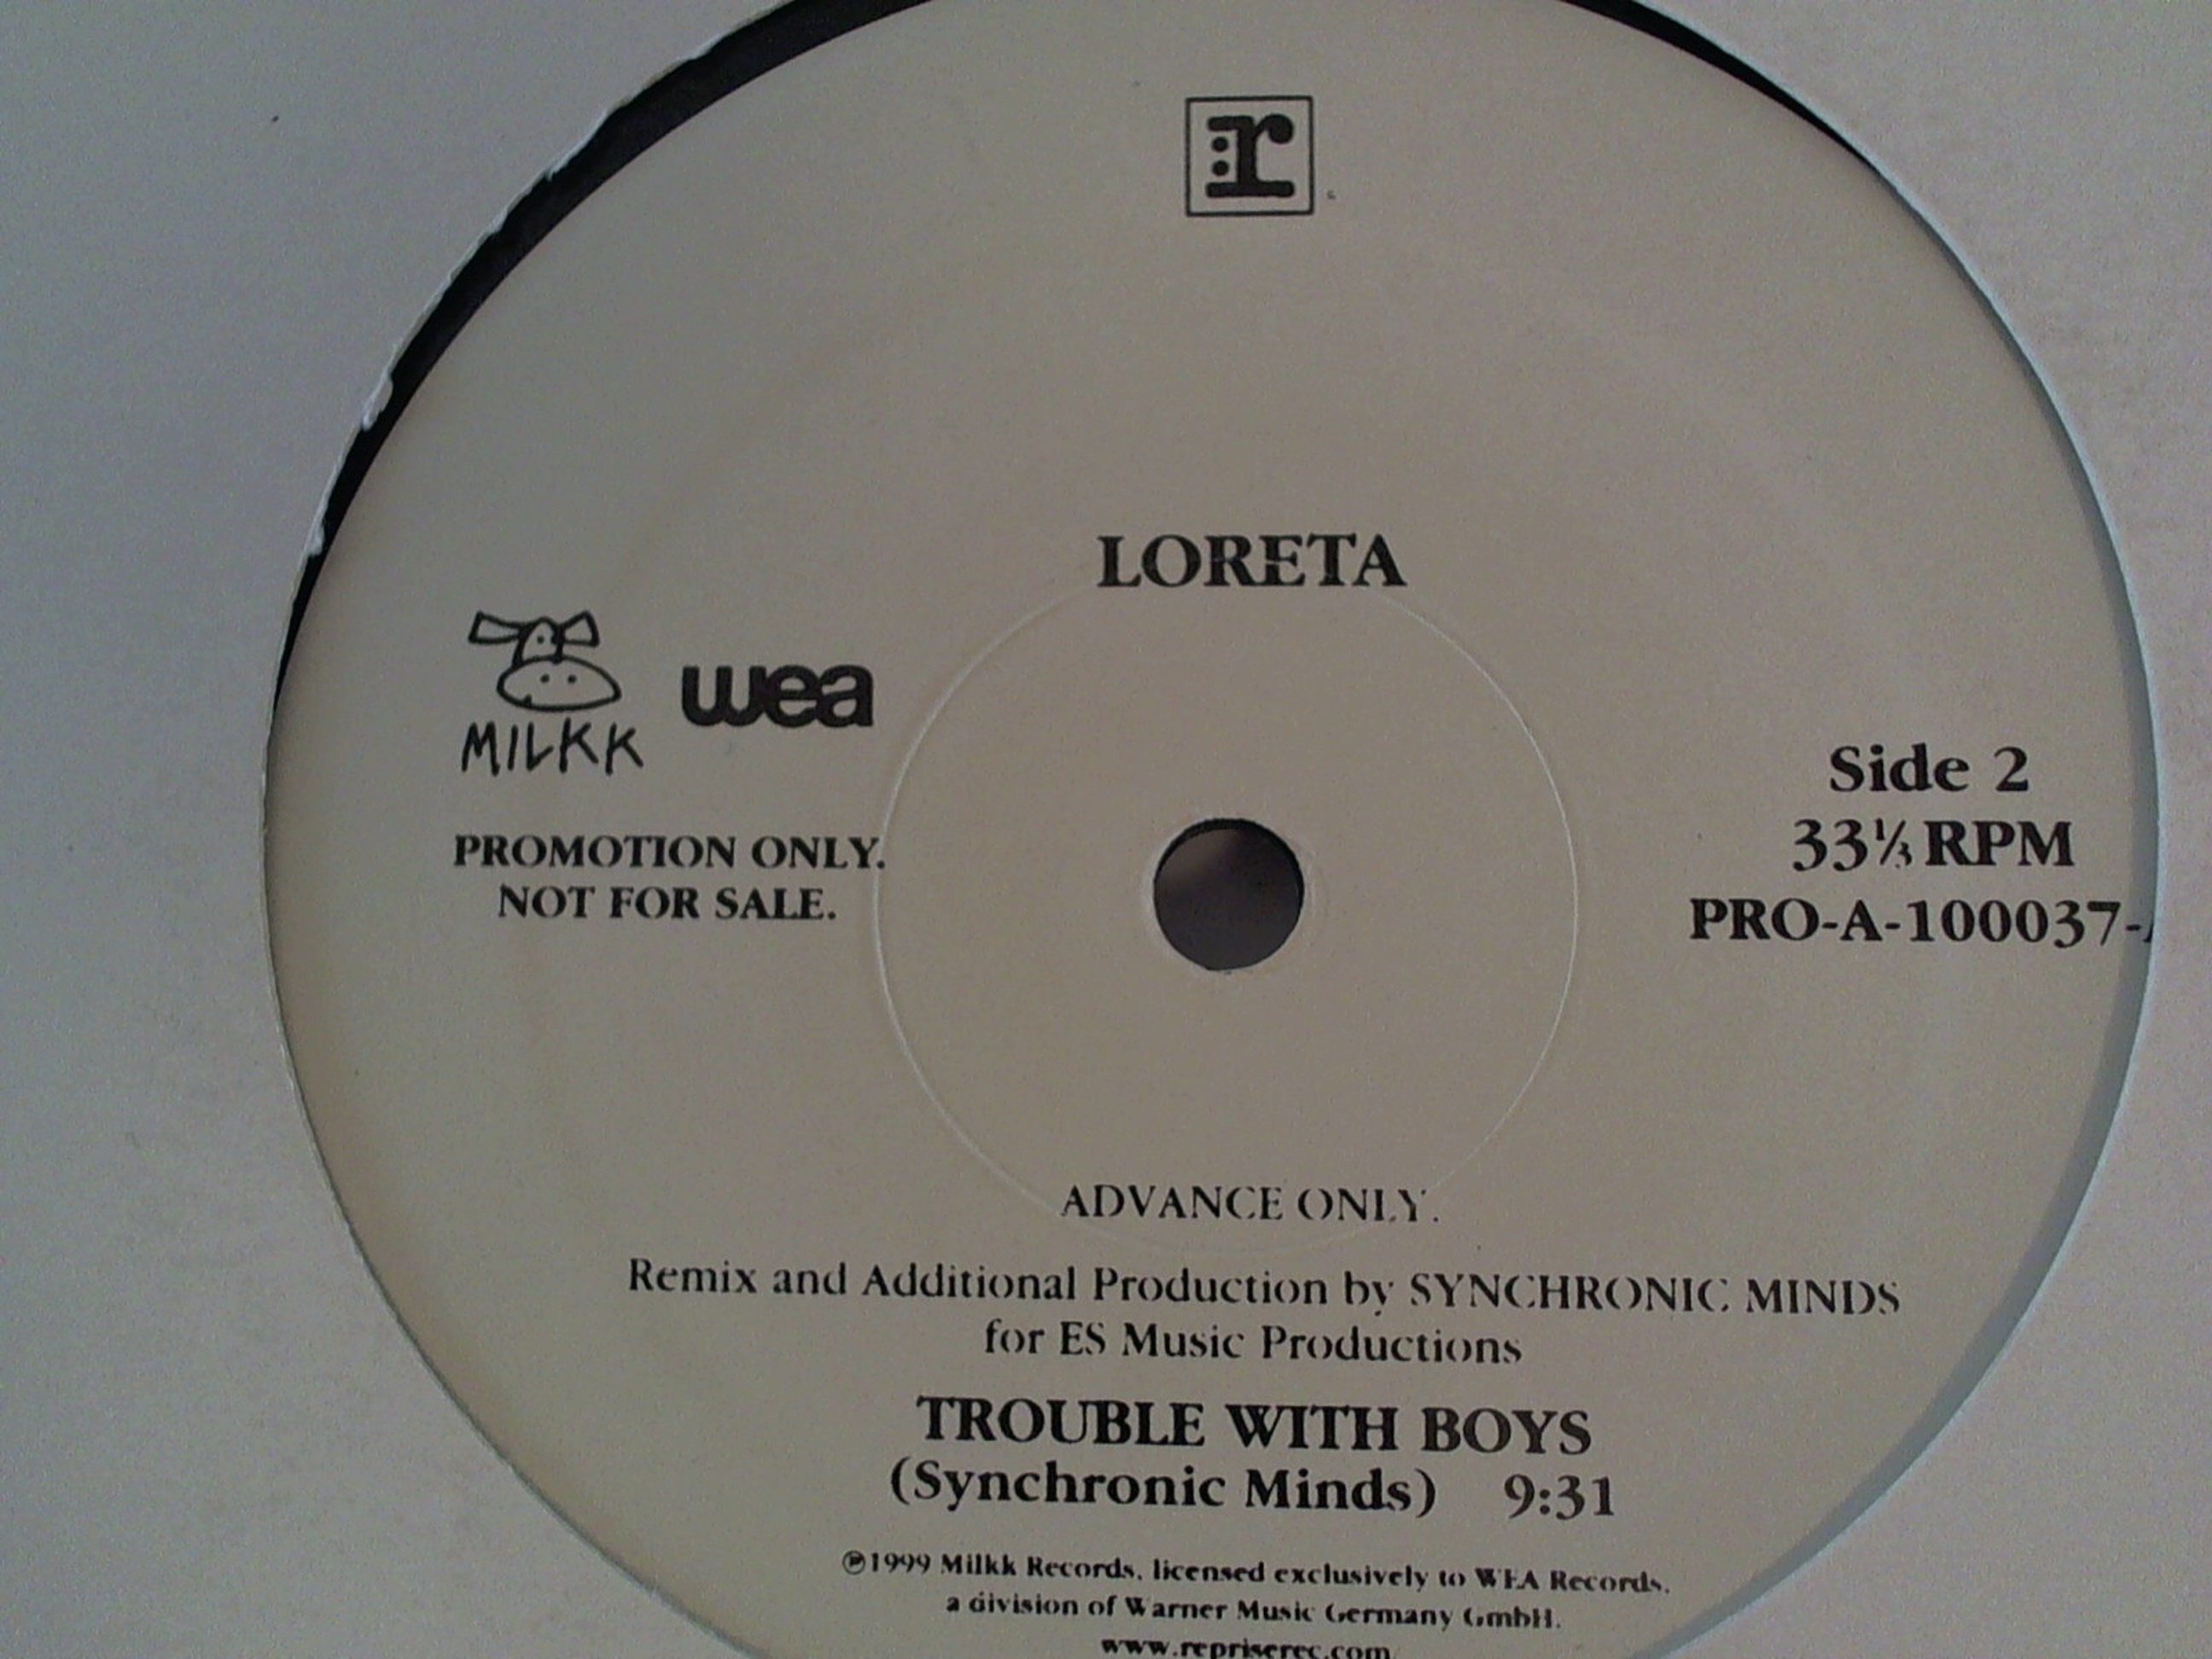 r
LORETA
MILKK
wea
PROMOTION ONLY.
NOT FOR SALE.
Side 2
33⅓ RPM
PRO-A-100037-
ADVANCE ONLY.
Remix and Additional Production by SYNCHRONIC MINDS
for ES Music Productions
TROUBLE WITH BOYS
(Synchronic Minds) 9:31
℗1999 Milkk Records, licensed exclusively to WEA Records,
a division of Warner Music Germany GmbH.
www.repriserec.com